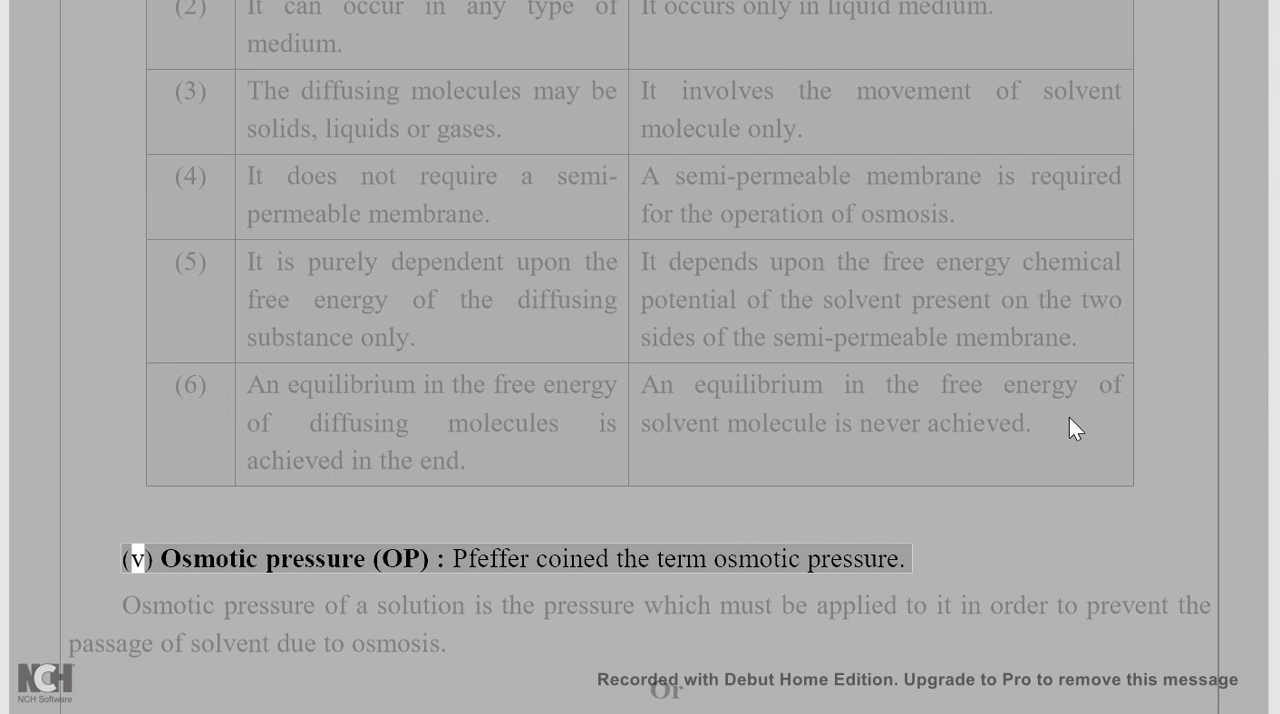 (2) It can occur in any type of It occurs only in liquid medium.
medium.
(3) The diffusing molecules may be It involves the movement of solvent
solids, liquids or gases. molecule only.
(4) It does not require a semi- A semi-permeable membrane is required
permeable membrane. for the operation of osmosis.
(5) It is purely dependent upon the It depends upon the free energy chemical
free energy of the diffusing potential of the solvent present on the two
substance only. sides of the semi-permeable membrane.
(6) An equilibrium in the free energy An equilibrium in the free energy of
of diffusing molecules is solvent molecule is never achieved.
achieved in the end.
(v) Osmotic pressure (OP) : Pfeffer coined the term osmotic pressure.
Osmotic pressure of a solution is the pressure which must be applied to it in order to prevent the
passage of solvent due to osmosis.
Or
NCH
NCH Software
Recorded with Debut Home Edition. Upgrade to Pro to remove this message